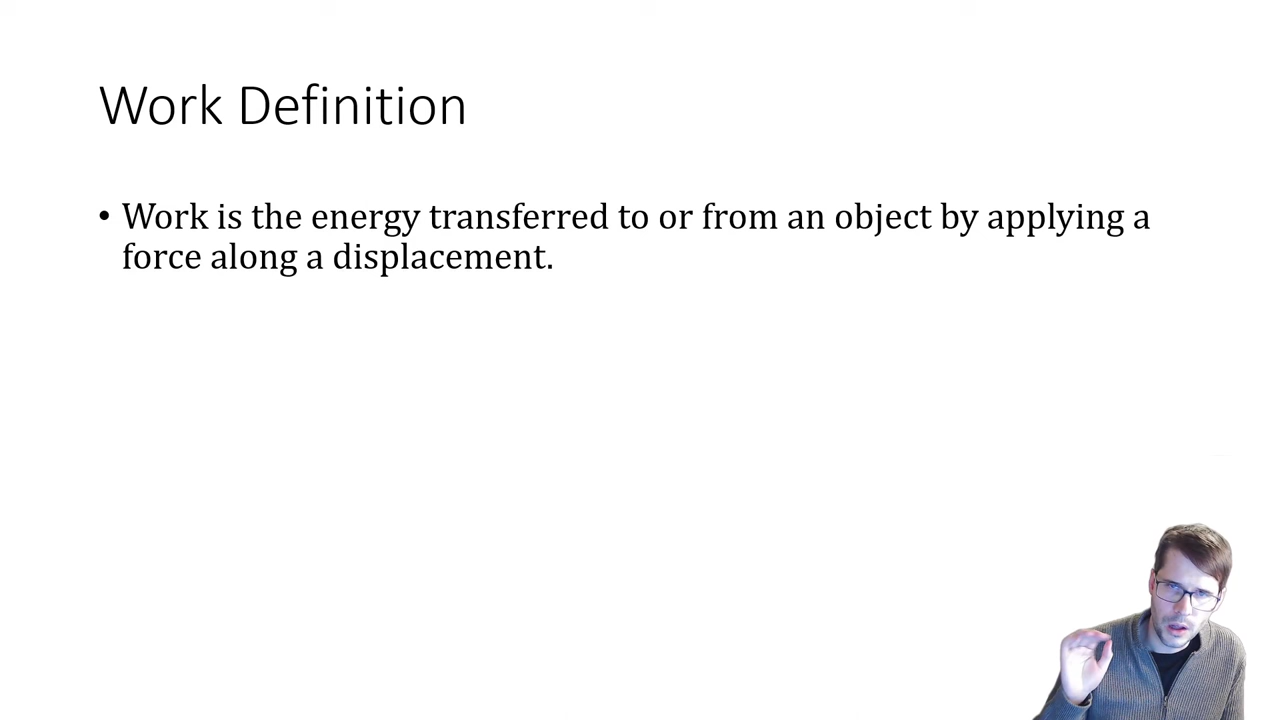 Work Definition
• Work is the energy transferred to or from an object by applying a
force along a displacement.